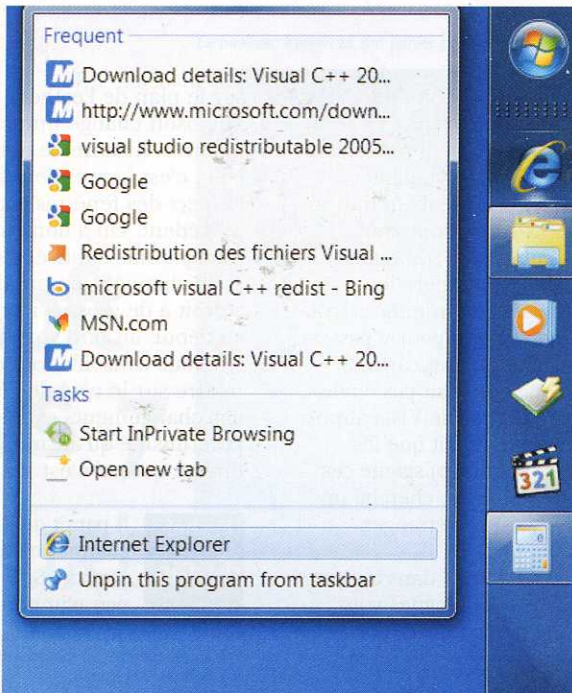 Frequent
Download details: Visual C++ 20...
http://www.microsoft.com/down...
visual studio redistributable 2005...
Google
Google
Redistribution des fichiers Visual ...
microsoft visual C++ redist - Bing
MSN.com
Download details: Visual C++ 20...
Tasks
Start InPrivate Browsing
Open new tab
Internet Explorer
Unpin this program from taskbar
321